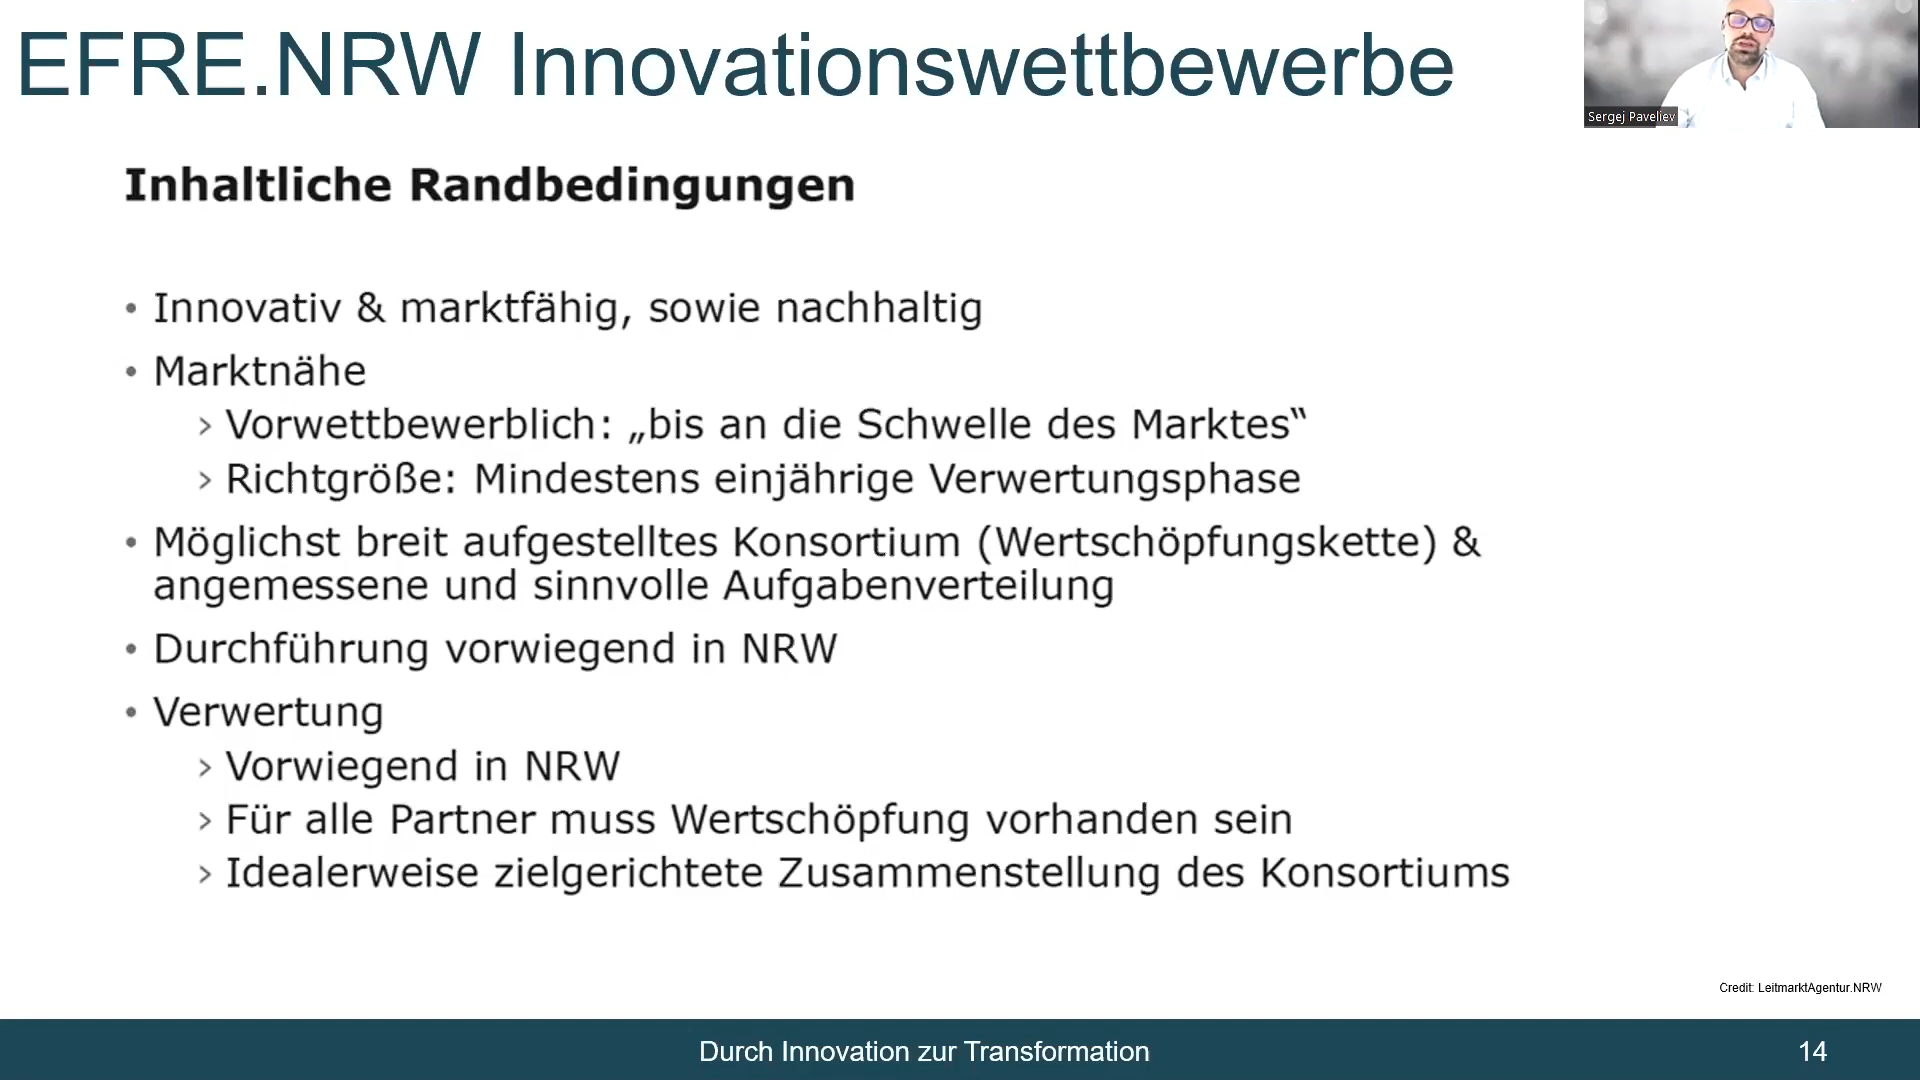 EFRE.NRW Innovationswettbewerbe
Sergej Paveliev
Inhaltliche Randbedingungen
• Innovativ & marktfähig, sowie nachhaltig
• Marktnähe
› Vorwettbewerblich: „bis an die Schwelle des Marktes“
› Richtgröße: Mindestens einjährige Verwertungsphase
• Möglichst breit aufgestelltes Konsortium (Wertschöpfungskette) &
angemessene und sinnvolle Aufgabenverteilung
• Durchführung vorwiegend in NRW
• Verwertung
› Vorwiegend in NRW
› Für alle Partner muss Wertschöpfung vorhanden sein
› Idealerweise zielgerichtete Zusammenstellung des Konsortiums
Credit: LeitmarktAgentur.NRW
Durch Innovation zur Transformation
14